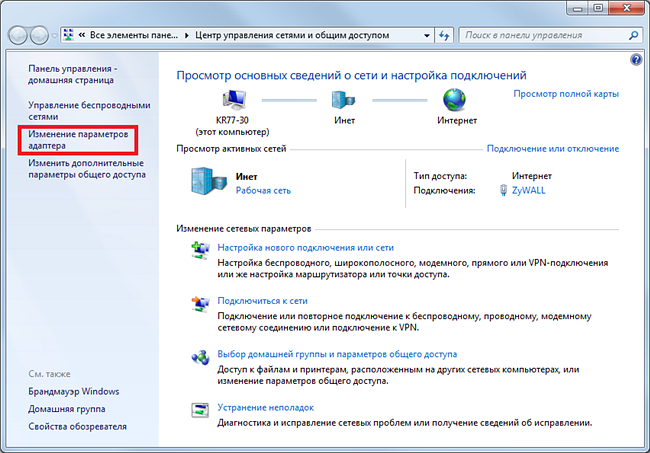 « Все элементы пане... ▸ Центр управления сетями и общим доступом
Поиск в панели управления
Панель управления -
домашняя страница
Управление беспроводными
сетями
Изменение параметров
адаптера
Изменить дополнительные
параметры общего доступа
См. также
Брандмауэр Windows
Домашняя группа
Свойства обозревателя
Просмотр основных сведений о сети и настройка подключений
KR77-30
(этот компьютер)
Инет
Интернет
Просмотр полной карты
Просмотр активных сетей
Подключение или отключение
Инет
Рабочая сеть
Тип доступа: Интернет
Подключения: ZyWALL
Изменение сетевых параметров
Настройка нового подключения или сети
Настройка беспроводного, широкополосного, модемного, прямого или VPN-подключения
или же настройка маршрутизатора или точки доступа.
Подключиться к сети
Подключение или повторное подключение к беспроводному, проводному, модемному
сетевому соединению или подключение к VPN.
Выбор домашней группы и параметров общего доступа
Доступ к файлам и принтерам, расположенным на других сетевых компьютерах, или
изменение параметров общего доступа.
Устранение неполадок
Диагностика и исправление сетевых проблем или получение сведений об исправлении.